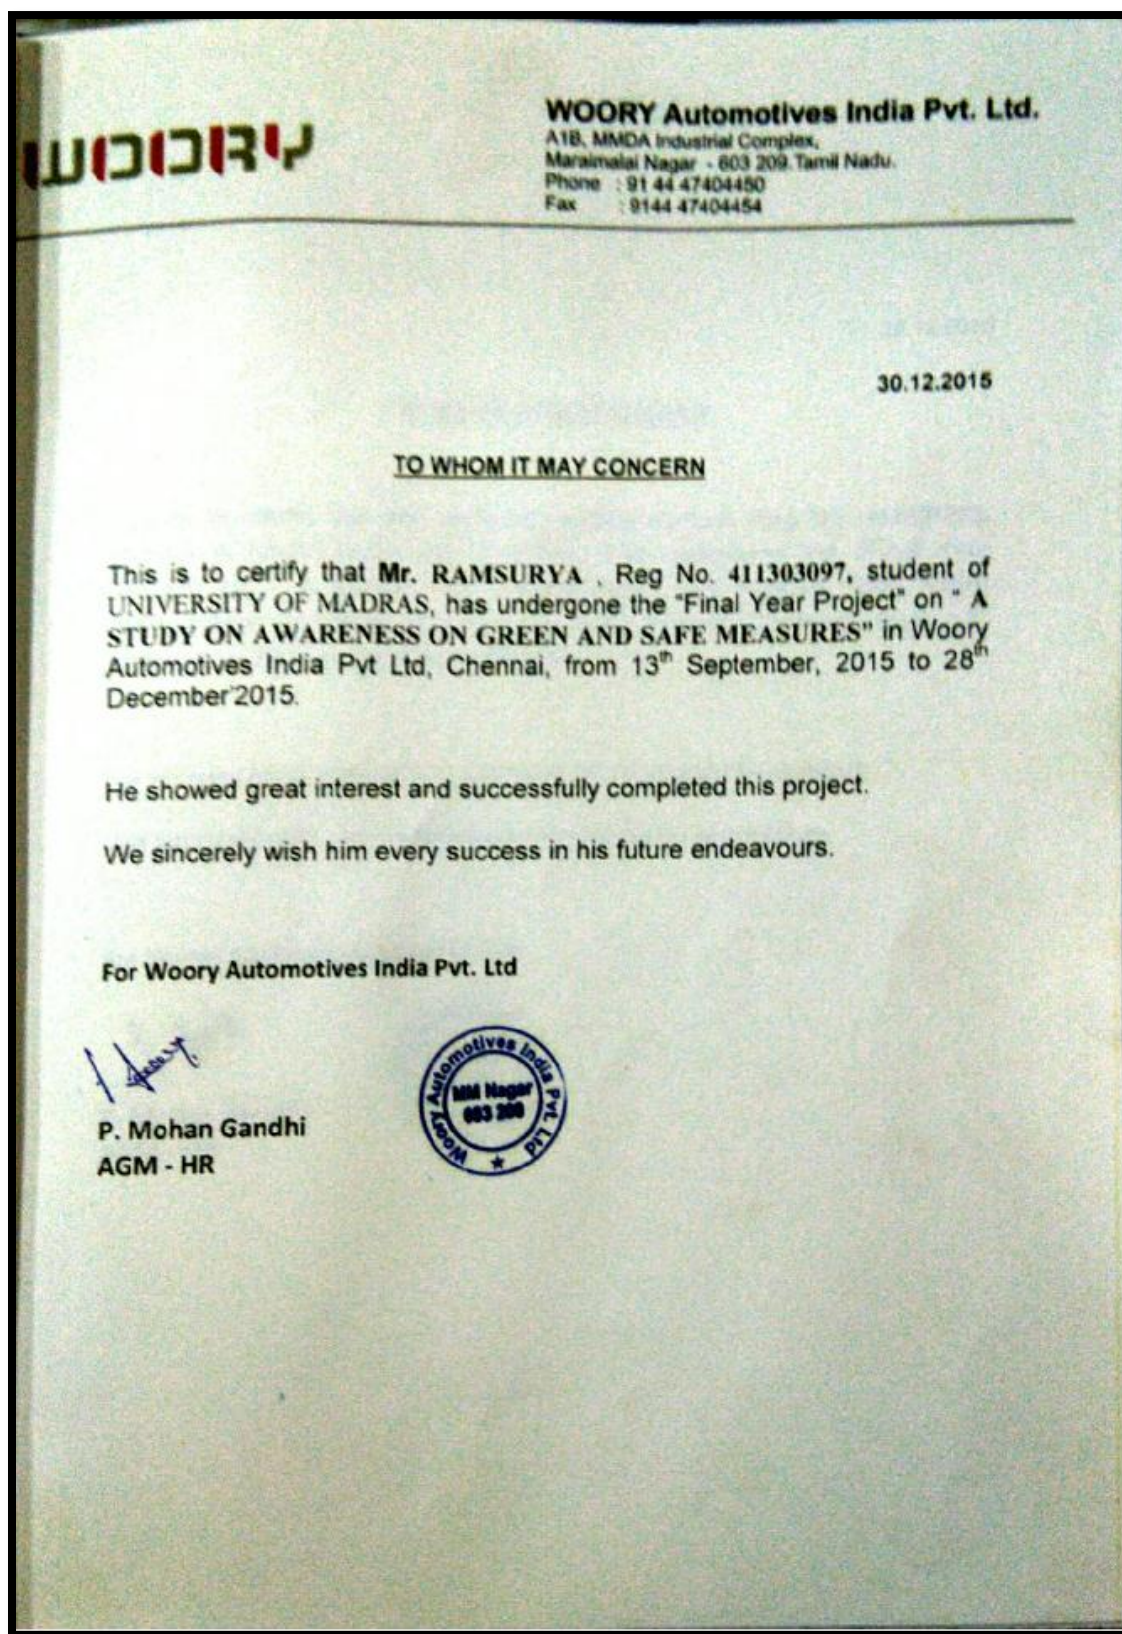 WOORY
WOORY Automotives India Pvt. Ltd.
A1B, MMDA Industrial Complex,
Maraimalai Nagar - 603 209. Tamil Nadu.
Phone : 91 44 47404450
Fax : 9144 47404454
30.12.2015
TO WHOM IT MAY CONCERN
This is to certify that Mr. RAMSURYA , Reg No. 411303097, student of
UNIVERSITY OF MADRAS, has undergone the "Final Year Project" on " A
STUDY ON AWARENESS ON GREEN AND SAFE MEASURES" in Woory
Automotives India Pvt Ltd, Chennai, from 13th September, 2015 to 28th
December'2015.
He showed great interest and successfully completed this project.
We sincerely wish him every success in his future endeavours.
For Woory Automotives India Pvt. Ltd
P. Mohan Gandhi
AGM - HR
Woory Automotives India Pvt. Ltd
MM Nagar